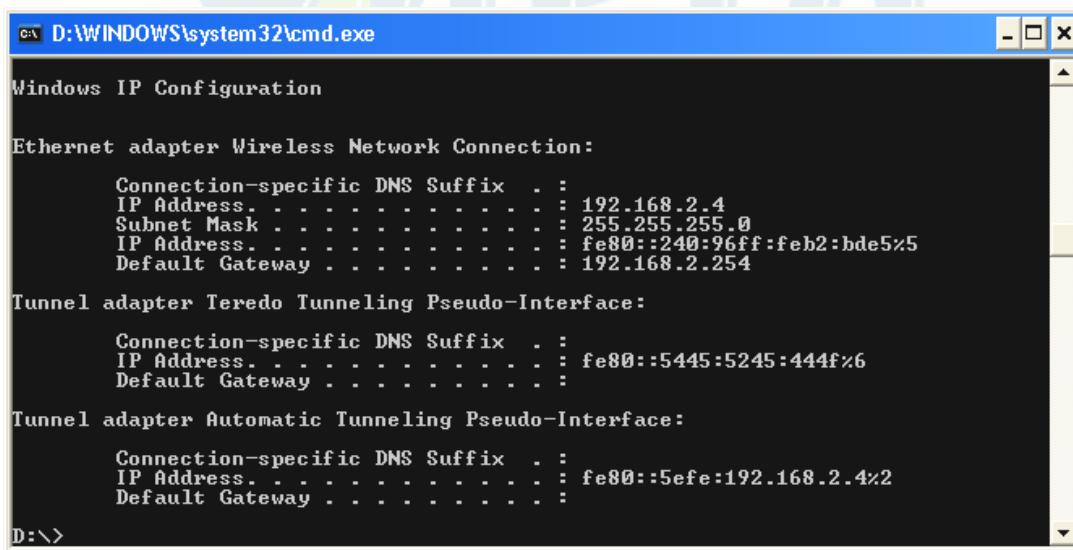 D:\WINDOWS\system32\cmd.exe
Windows IP Configuration
Ethernet adapter Wireless Network Connection:
Connection-specific DNS Suffix  . :
IP Address. . . . . . . . . . . . : 192.168.2.4
Subnet Mask . . . . . . . . . . . : 255.255.255.0
IP Address. . . . . . . . . . . . : fe80::240:96ff:feb2:bde5%5
Default Gateway . . . . . . . . . : 192.168.2.254
Tunnel adapter Teredo Tunneling Pseudo-Interface:
Connection-specific DNS Suffix  . :
IP Address. . . . . . . . . . . . : fe80::5445:5245:444f%6
Default Gateway . . . . . . . . . :
Tunnel adapter Automatic Tunneling Pseudo-Interface:
Connection-specific DNS Suffix  . :
IP Address. . . . . . . . . . . . : fe80::5efe:192.168.2.4%2
Default Gateway . . . . . . . . . :
D:\>